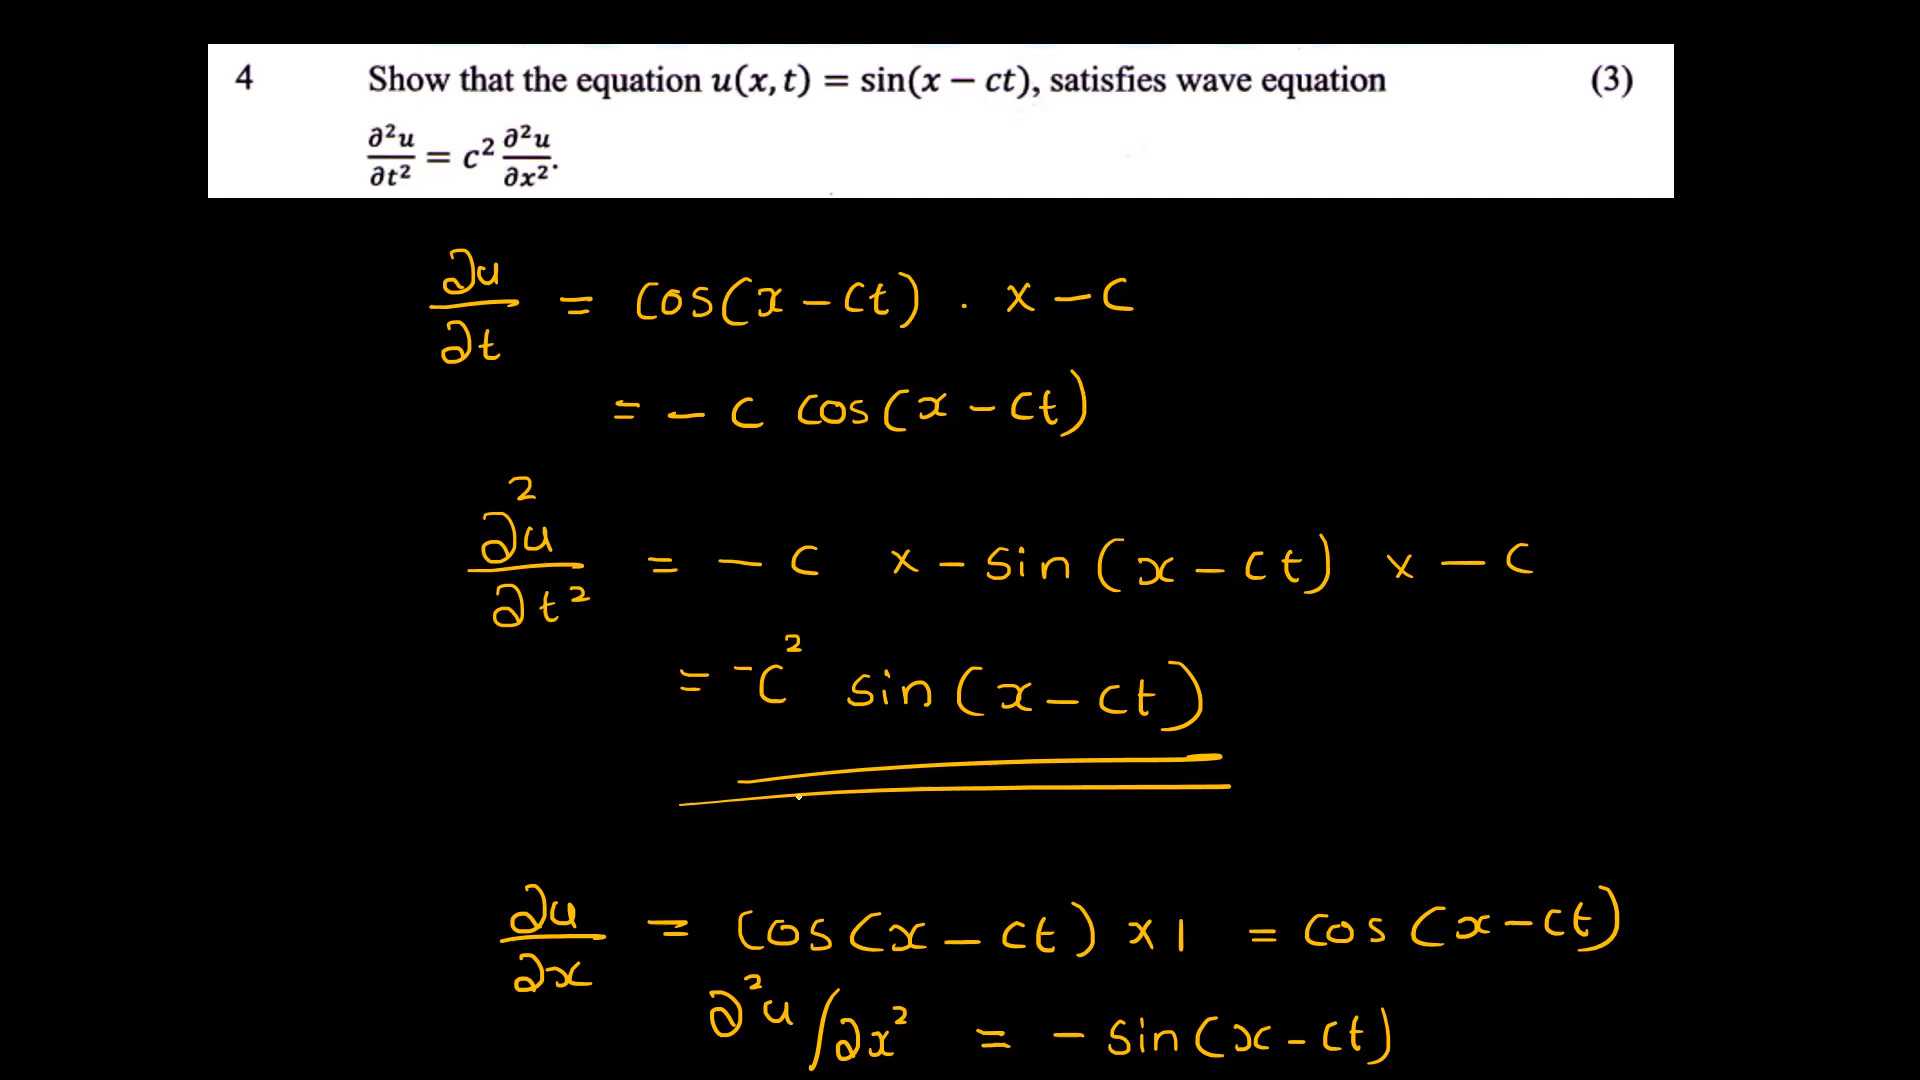 4 Show that the equation u(x, t) = sin(x − ct), satisfies wave equation (3)
∂²u/∂t² = c² ∂²u/∂x².
∂u/∂t = cos(x − ct) . x − c
= − c cos(x − ct)
∂²u/∂t² = − c x − sin(x − ct) x − c
= −c² sin(x − ct)
∂u/∂x = cos(x − ct) x 1 = cos(x − ct)
∂²u/∂x² = − sin(x − ct)